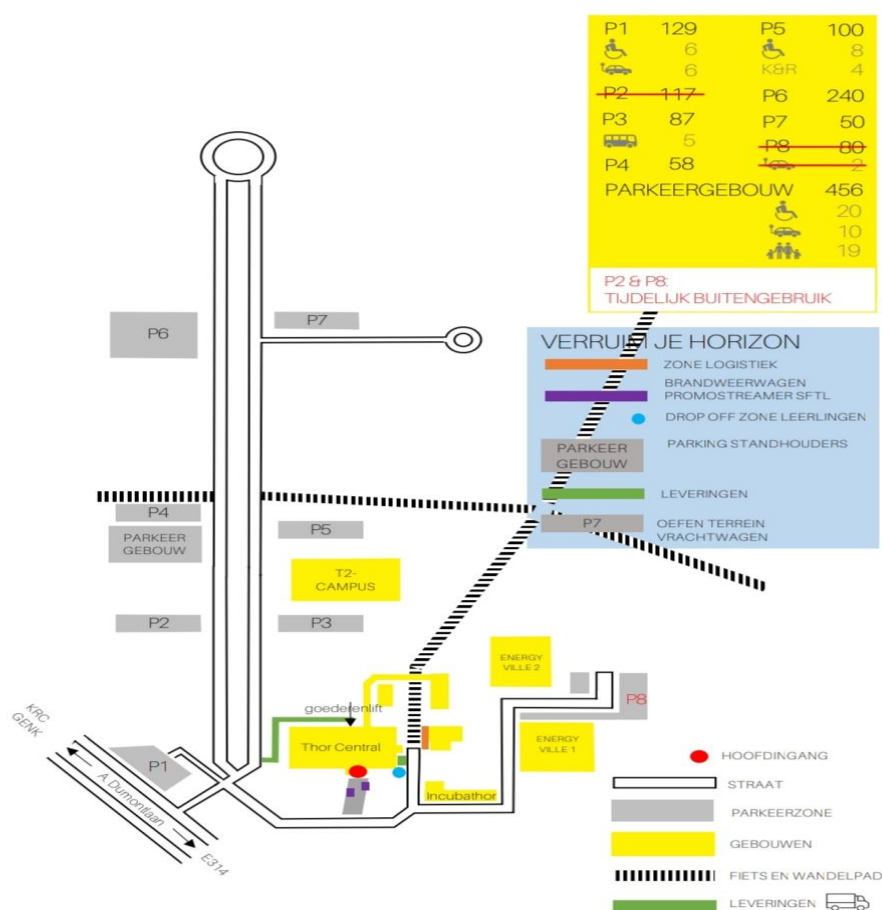 P1 129 P5 100
6 8
6 K&R 4
P2 117 P6 240
P3 87 P7 50
5 P8 80
P4 58 2
PARKEERGEBOUW 456
20
10
19
P2 & P8:
TIJDELIJK BUITENGEBRUIK
VERRUIM JE HORIZON
ZONE LOGISTIEK
BRANDWEERWAGEN
PROMOSTREAMER SFTL
DROP OFF ZONE LEERLINGEN
PARKEER
GEBOUW
PARKING STANDHOUDERS
LEVERINGEN
P7
OEFEN TERREIN
VRACHTWAGEN
P6
P7
P4
PARKEER
GEBOUW
P5
T2-
CAMPUS
P2
P3
ENERGY
VILLE 2
P8
goederenlift
KRC
GENK
Thor Central
ENERGY
VILLE 1
P1
Incubathor
A. Dumontlaan
E314
HOOFDINGANG
STRAAT
PARKEERZONE
GEBOUWEN
FIETS EN WANDELPAD
LEVERINGEN